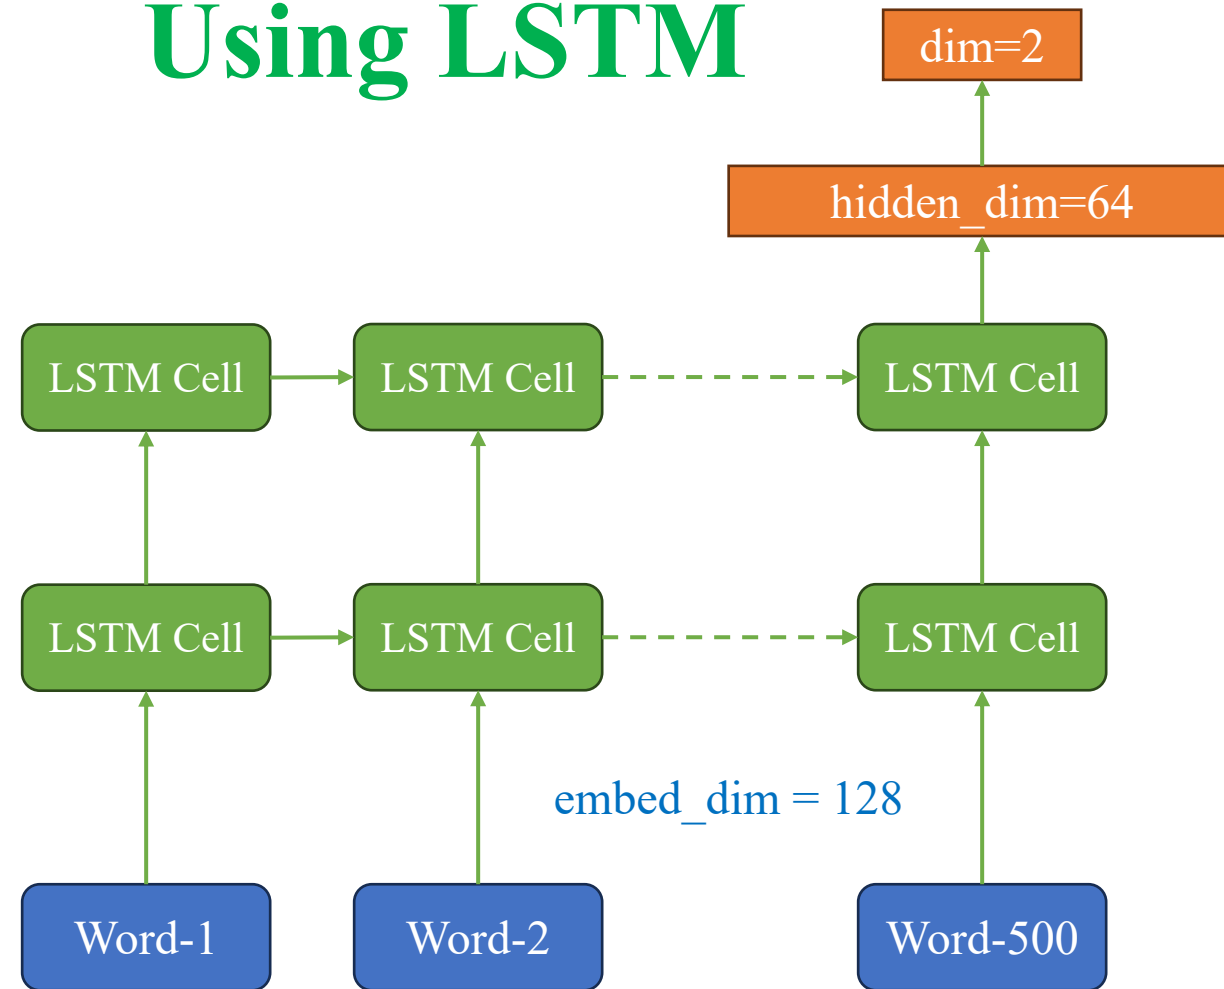 Using LSTM
dim=2
hidden_dim=64
LSTM Cell
LSTM Cell
LSTM Cell
LSTM Cell
LSTM Cell
LSTM Cell
embed_dim = 128
Word-1
Word-2
Word-500